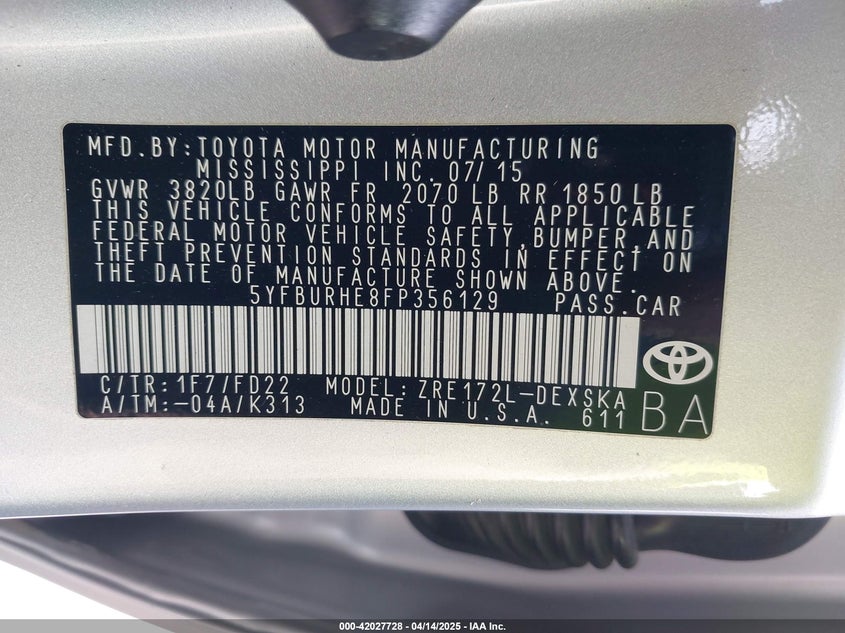 MFD.BY:TOYOTA MOTOR MANUFACTURING
MISSISSIPPI INC. 07/15
GVWR 3820LB GAWR FR 2070 LB RR 1850 LB
THIS VEHICLE CONFORMS TO ALL APPLICABLE
FEDERAL MOTOR VEHICLE SAFETY,BUMPER,AND
THEFT PREVENTION STANDARDS IN EFFECT ON
THE DATE OF MANUFACTURE SHOWN ABOVE.
5YFBURHE8FP356129 PASS.CAR
C/TR:1F7/FD22 MODEL:ZRE172L-DEXSKA
A/TM:-04A/K313 MADE IN U.S.A. 611
BA
000-42027728 - 04/14/2025 - IAA Inc.